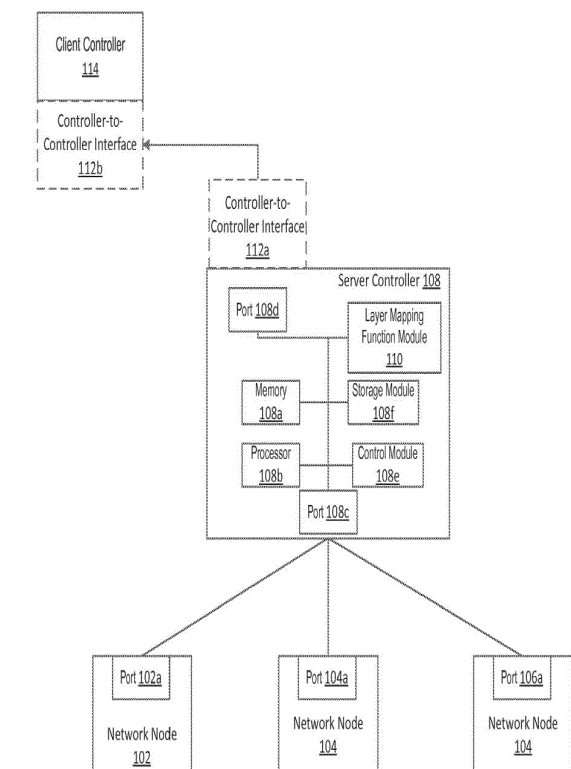 Client Controller
114
Controller-to-
Controller Interface
112b
Controller-to-
Controller Interface
112a
Server Controller 108
Port 108d
Layer Mapping
Function Module
110
Memory
108a
Storage Module
108f
Processor
108b
Control Module
108e
Port 108c
Port 102a
Network Node
102
Port 104a
Network Node
104
Port 106a
Network Node
104